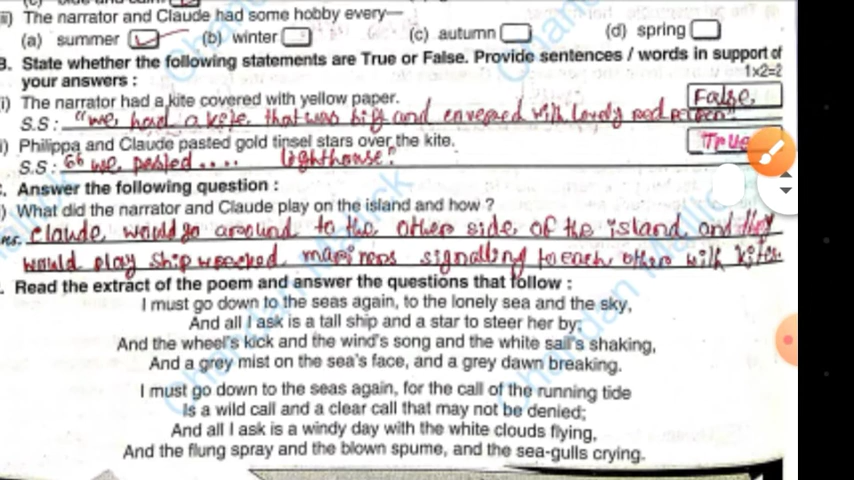 ii) The narrator and Claude had some hobby every—
(a) summer (b) winter (c) autumn (d) spring
B. State whether the following statements are True or False. Provide sentences / words in support of
your answers : 1x2=2
i) The narrator had a kite covered with yellow paper. False
S.S : "we had a kite that was big and covered with lovely red paper"
i) Philippa and Claude pasted gold tinsel stars over the kite. True
S.S : "we pasted.... lighthouse."
. Answer the following question :
i) What did the narrator and Claude play on the island and how ?
ns. Claude would go around to the other side of the island and they
would play shipwrecked mariners signalling to each other with kites.
. Read the extract of the poem and answer the questions that follow :
I must go down to the seas again, to the lonely sea and the sky,
And all I ask is a tall ship and a star to steer her by;
And the wheel's kick and the wind's song and the white sail's shaking,
And a grey mist on the sea's face, and a grey dawn breaking.
I must go down to the seas again, for the call of the running tide
Is a wild call and a clear call that may not be denied;
And all I ask is a windy day with the white clouds flying,
And the flung spray and the blown spume, and the sea-gulls crying.